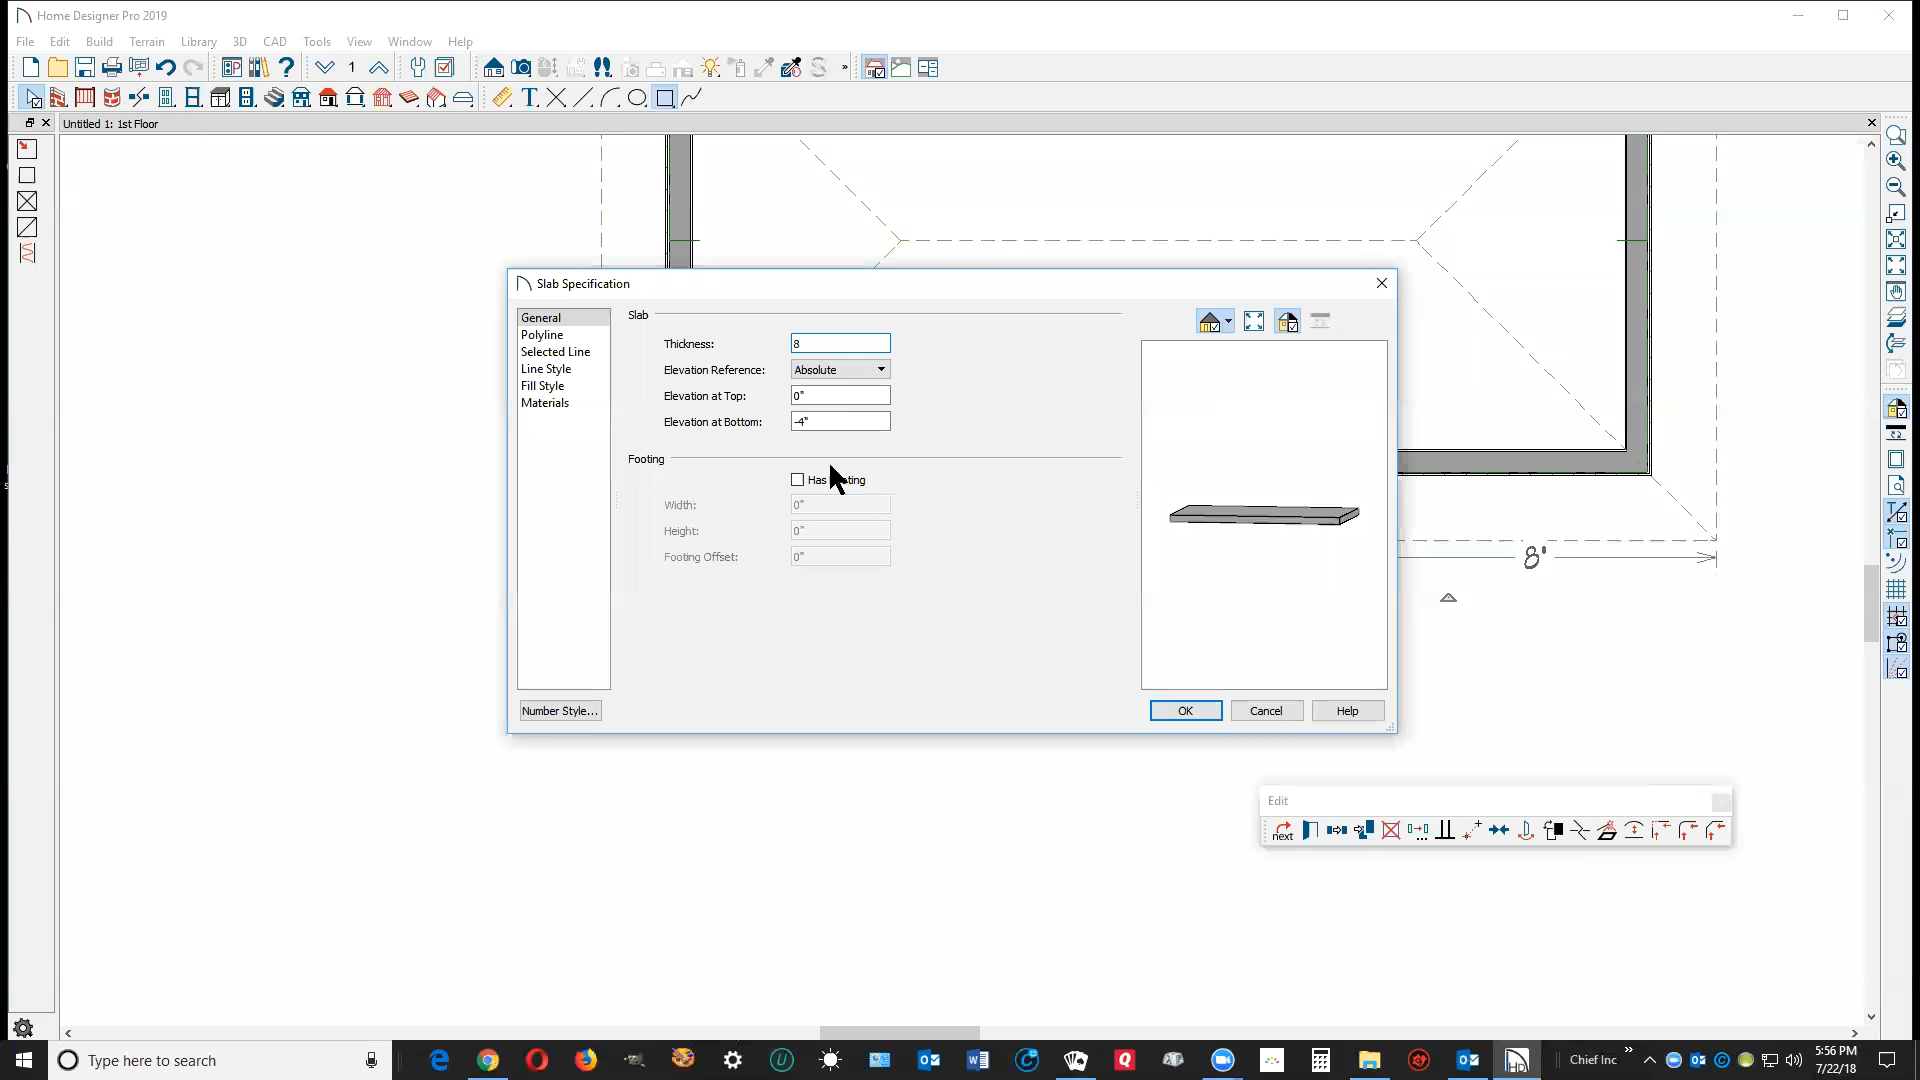 Home Designer Pro 2019
File Edit Build Terrain Library 3D CAD Tools View Window Help
1
Untitled 1: 1st Floor
Slab Specification
General
Polyline
Selected Line
Line Style
Fill Style
Materials
Slab
Thickness: 8
Elevation Reference: Absolute
Elevation at Top: 0"
Elevation at Bottom: -4"
Footing
Has
Width: 0"
Height: 0"
Footing Offset: 0"
Number Style...
OK Cancel Help
8'
Edit
next
Type here to search
Chief Inc
5:56 PM
7/22/18